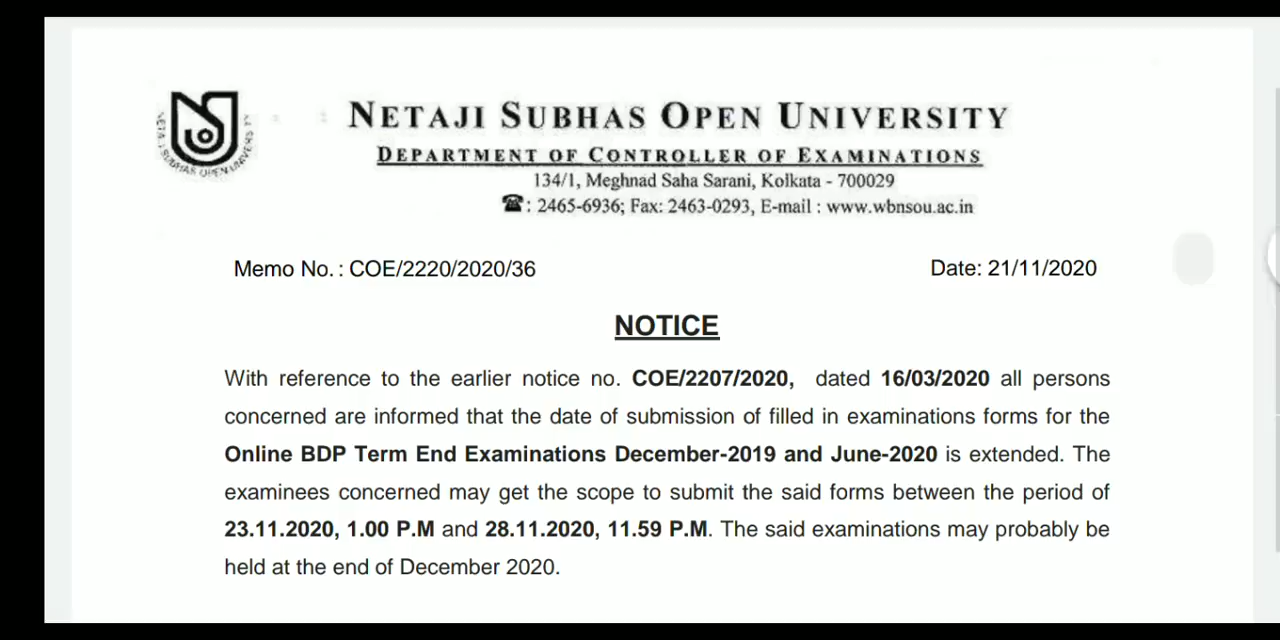 NETAJI SUBHAS OPEN UNIVERSITY
NETAJI SUBHAS OPEN UNIVERSITY
DEPARTMENT OF CONTROLLER OF EXAMINATIONS
134/1, Meghnad Saha Sarani, Kolkata - 700029
☎: 2465-6936; Fax: 2463-0293, E-mail : www.wbnsou.ac.in
Memo No. : COE/2220/2020/36 Date: 21/11/2020
NOTICE
With reference to the earlier notice no. COE/2207/2020, dated 16/03/2020 all persons
concerned are informed that the date of submission of filled in examinations forms for the
Online BDP Term End Examinations December-2019 and June-2020 is extended. The
examinees concerned may get the scope to submit the said forms between the period of
23.11.2020, 1.00 P.M and 28.11.2020, 11.59 P.M. The said examinations may probably be
held at the end of December 2020.